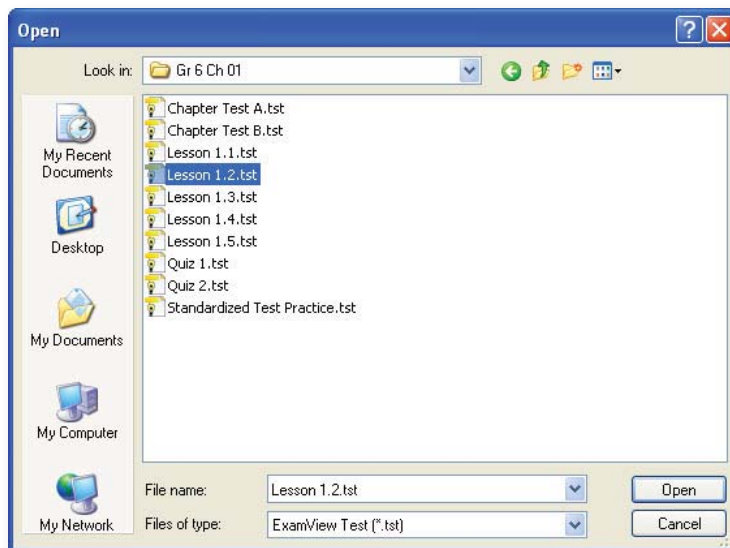 Open
Look in: Gr 6 Ch 01
My Recent
Documents
Desktop
My Documents
My Computer
My Network
Chapter Test A.tst
Chapter Test B.tst
Lesson 1.1.tst
Lesson 1.2.tst
Lesson 1.3.tst
Lesson 1.4.tst
Lesson 1.5.tst
Quiz 1.tst
Quiz 2.tst
Standardized Test Practice.tst
File name: Lesson 1.2.tst Open
Files of type: ExamView Test (*.tst) Cancel